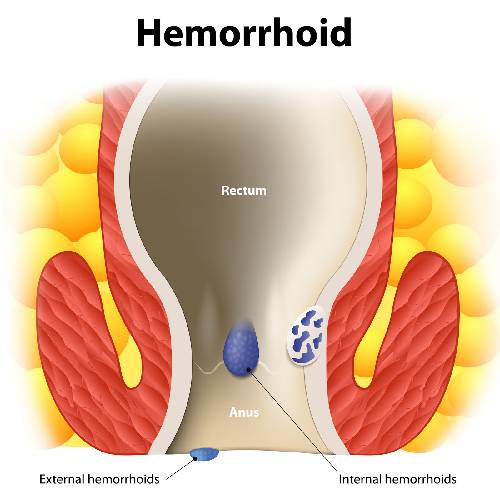 Hemorrhoid
Rectum
Anus
External hemorrhoids
Internal hemorrhoids